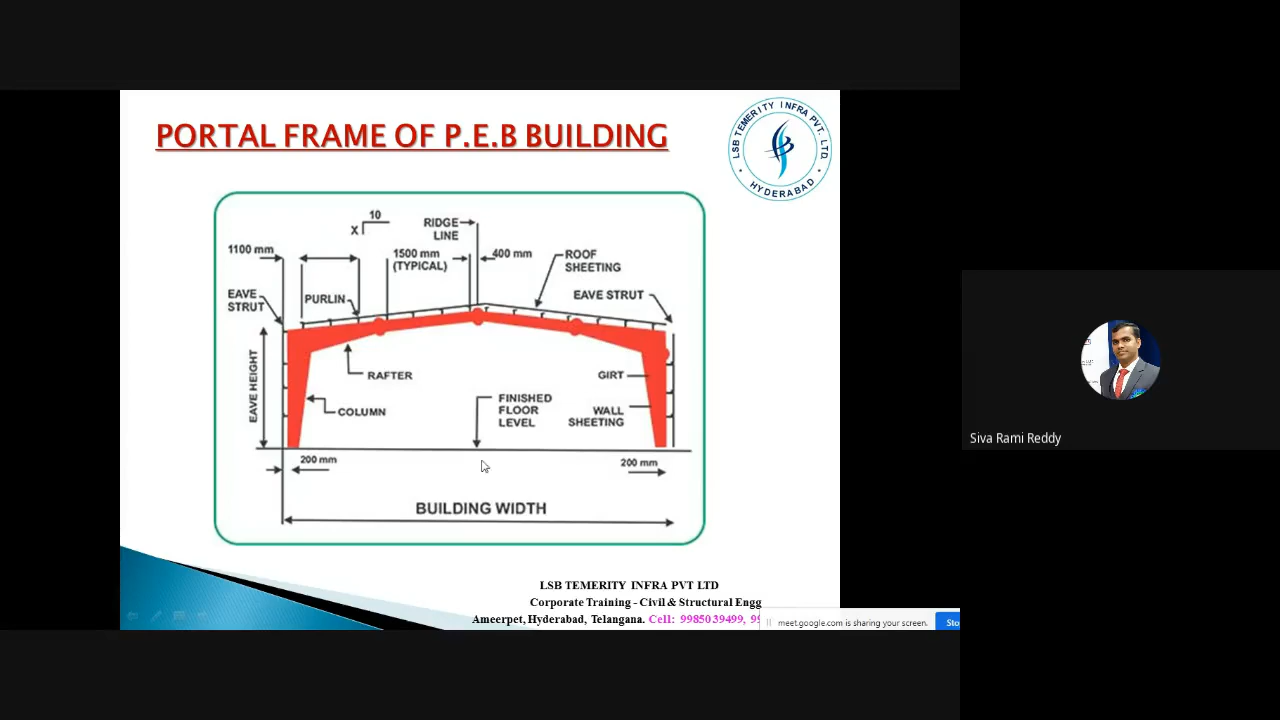 PORTAL FRAME OF P.E.B BUILDING
LSB TEMERITY INFRA PVT. LTD.
HYDERABAD
10
X
RIDGE
LINE
1100 mm
1500 mm
(TYPICAL)
400 mm
ROOF
SHEETING
EAVE
STRUT
PURLIN
EAVE STRUT
EAVE HEIGHT
RAFTER
GIRT
COLUMN
FINISHED
FLOOR
LEVEL
WALL
SHEETING
200 mm
200 mm
BUILDING WIDTH
LSB TEMERITY INFRA PVT LTD
Corporate Training - Civil & Structural Engg
Ameerpet, Hyderabad, Telangana. Cell: 9985039499, 99
meet.google.com is sharing your screen.
Sto
Siva Rami Reddy